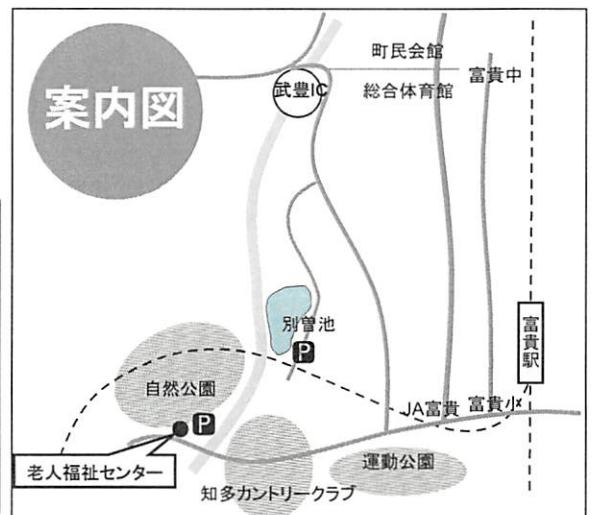 案内図
町民会館
武豊IC
総合体育館
富貴中
別曽池
P
富貴駅
自然公園
JA富貴
富貴小
P
老人福祉センター
運動公園
知多カントリークラブ